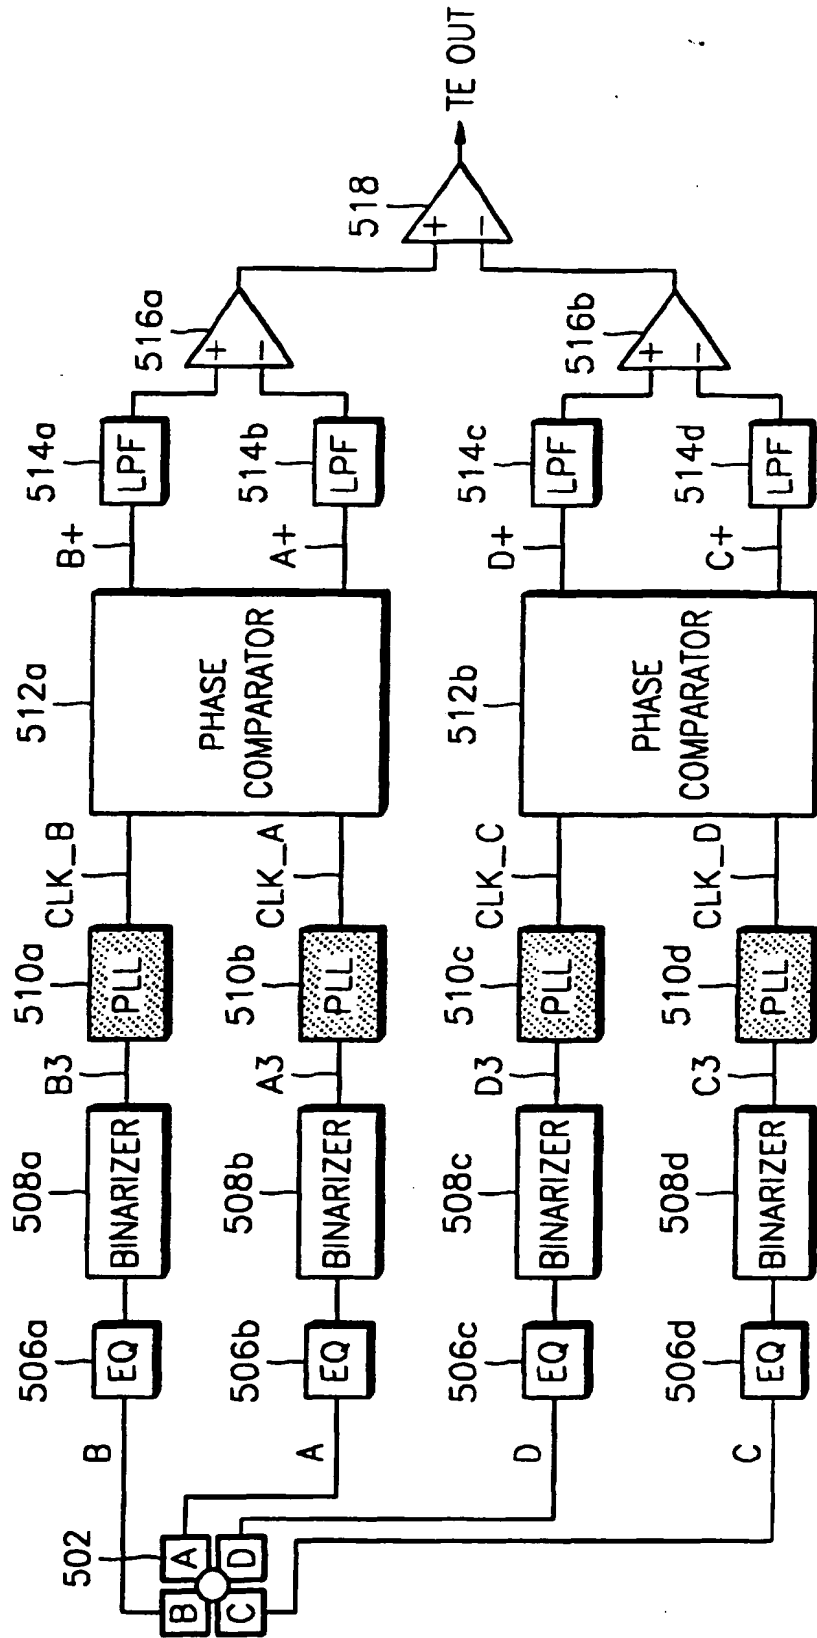 502
B
A
C
D
B
A
D
C
506a
EQ
506b
EQ
506c
EQ
506d
EQ
508a
BINARIZER
508b
BINARIZER
508c
BINARIZER
508d
BINARIZER
B3
A3
D3
C3
510a
PLL
510b
PLL
510c
PLL
510d
PLL
CLK_B
CLK_A
CLK_C
CLK_D
512a
PHASE
COMPARATOR
512b
PHASE
COMPARATOR
B+
A+
D+
C+
514a
LPF
514b
LPF
514c
LPF
514d
LPF
516a
+
−
516b
+
−
518
+
−
TE OUT